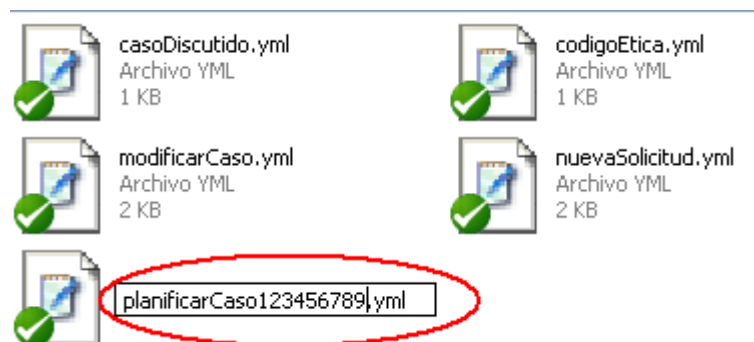 casoDiscutido.yml
Archivo YML
1 KB
codigoEtica.yml
Archivo YML
1 KB
modificarCaso.yml
Archivo YML
2 KB
nuevaSolicitud.yml
Archivo YML
2 KB
planificarCaso123456789.yml